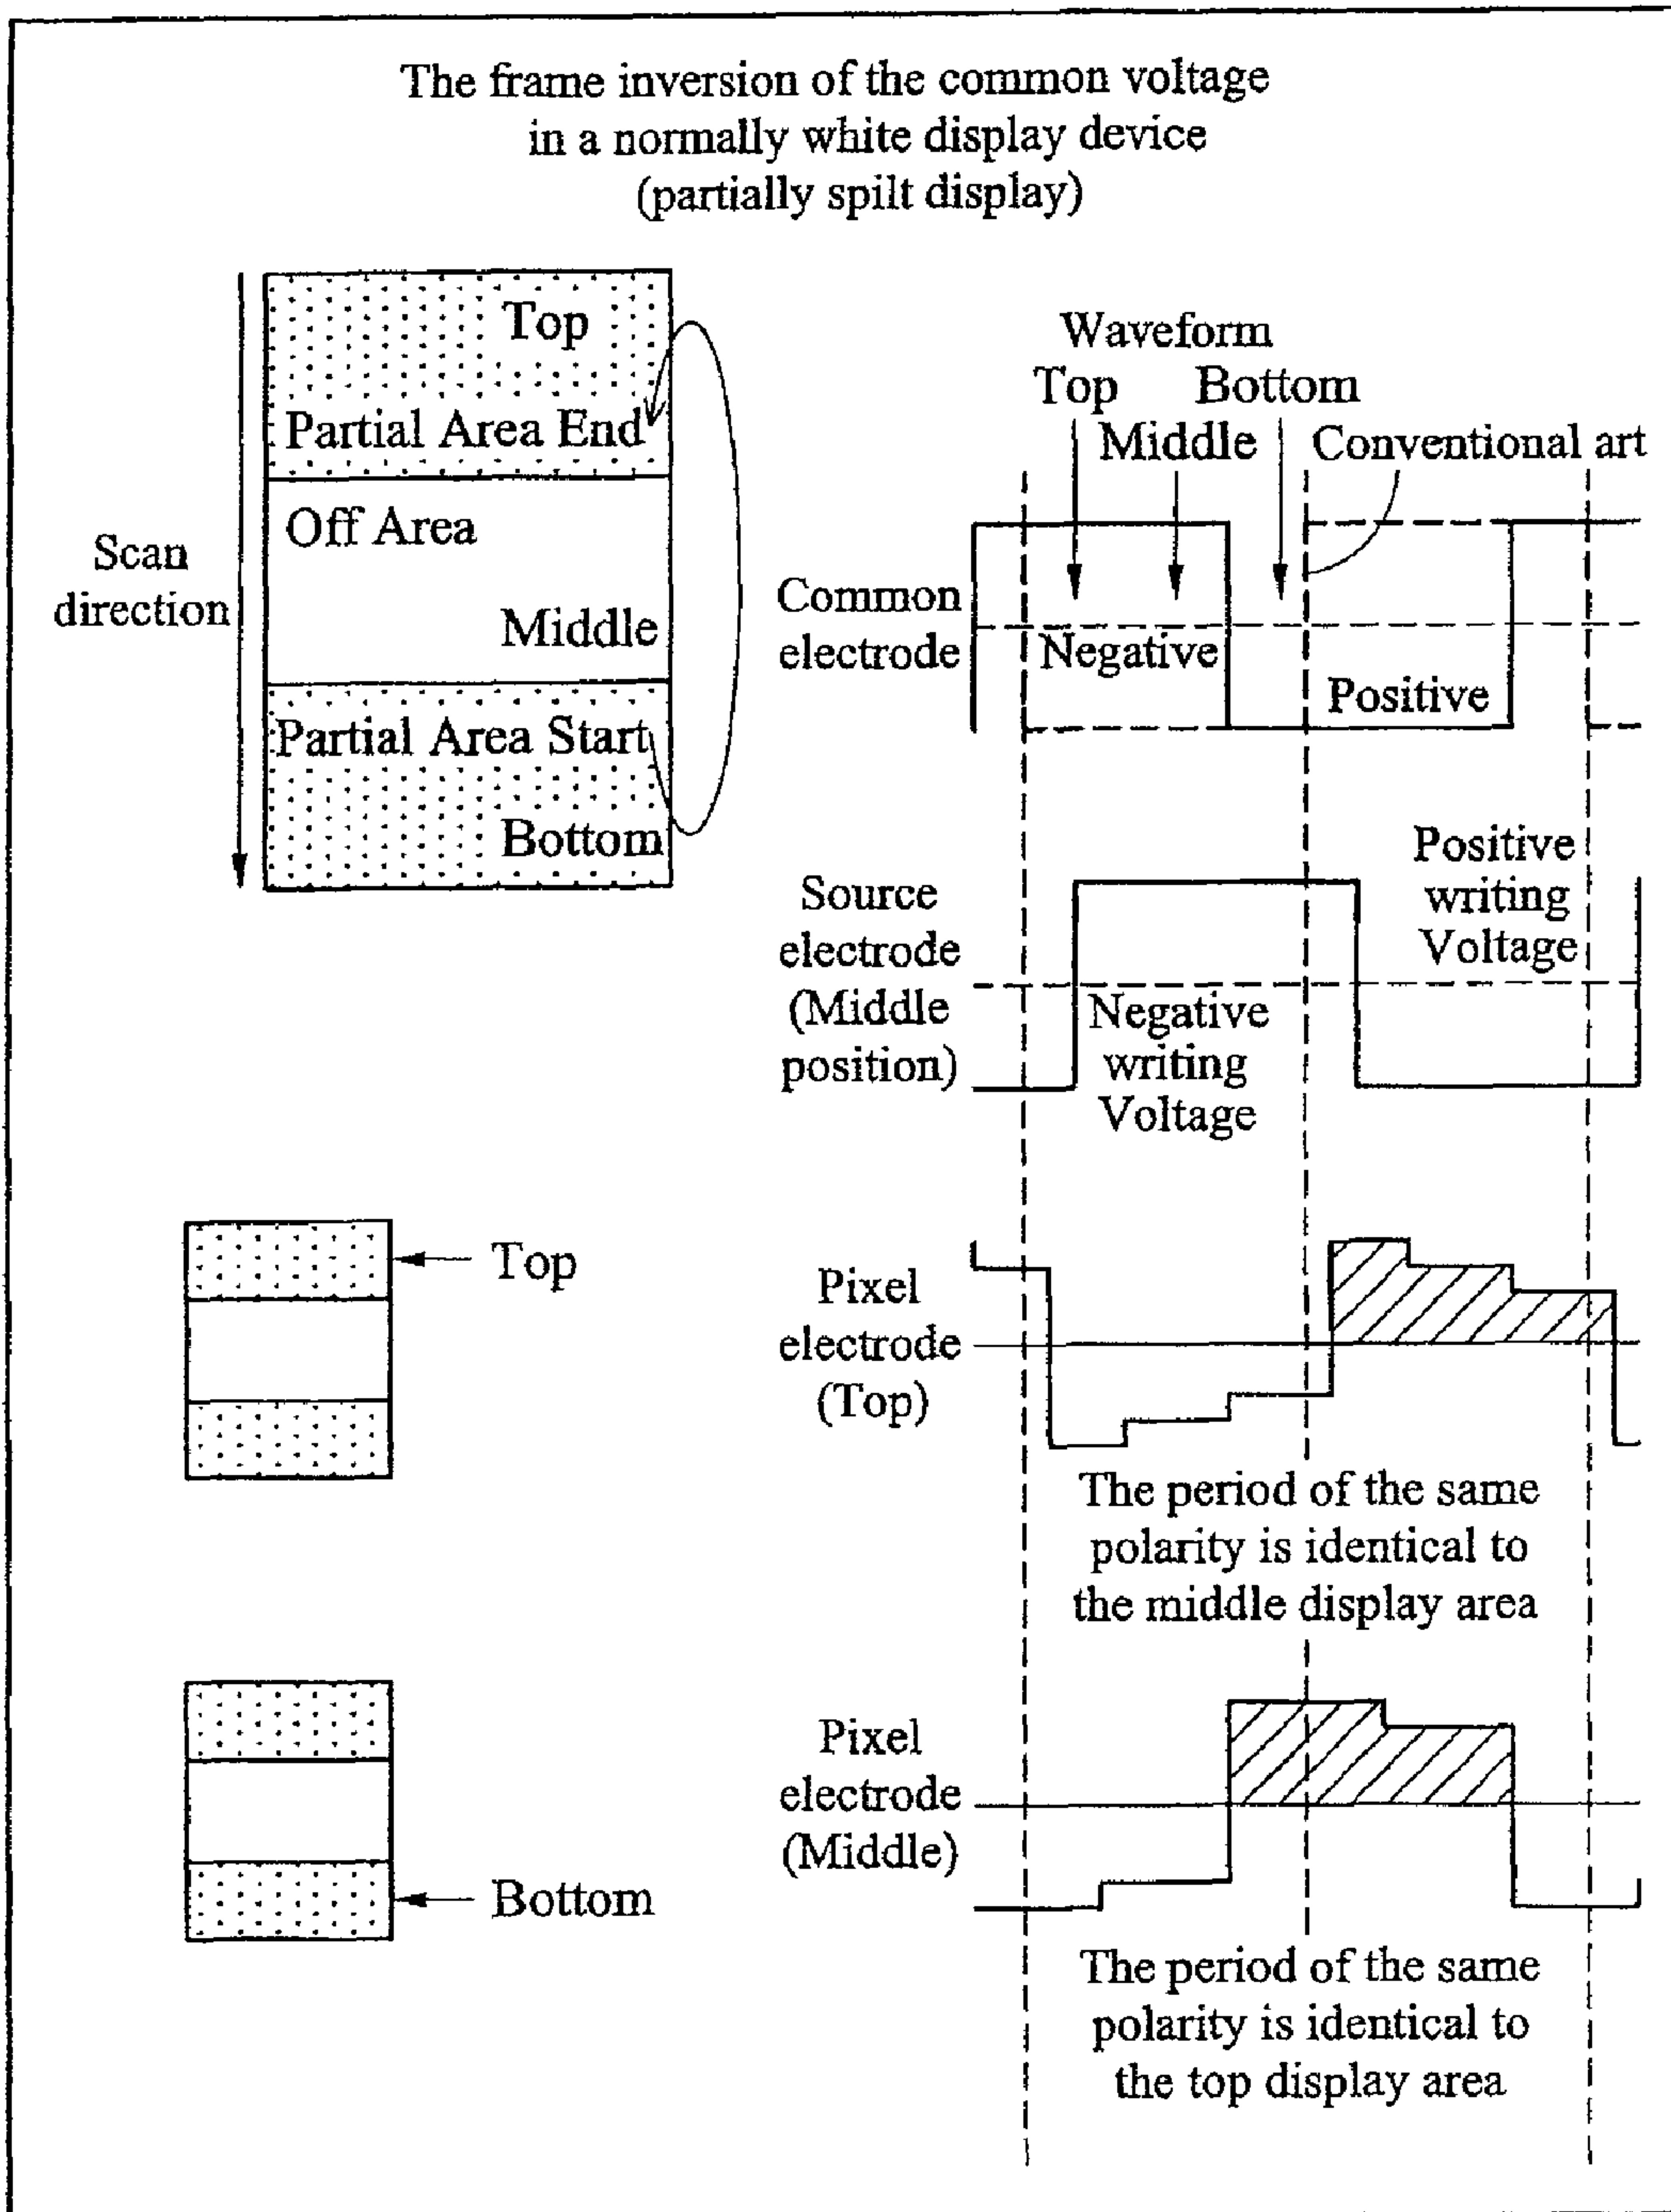 The frame inversion of the common voltage
in a normally white display device
(partially spilt display)
Top
Partial Area End
Off Area
Middle
Partial Area Start
Bottom
Scan
direction
Waveform
Top
Bottom
Middle
Conventional art
Common
electrode
Negative
Positive
Source
electrode
(Middle
position)
Negative
writing
Voltage
Positive
writing
Voltage
Top
Pixel
electrode
(Top)
The period of the same
polarity is identical to
the middle display area
Bottom
Pixel
electrode
(Middle)
The period of the same
polarity is identical to
the top display area